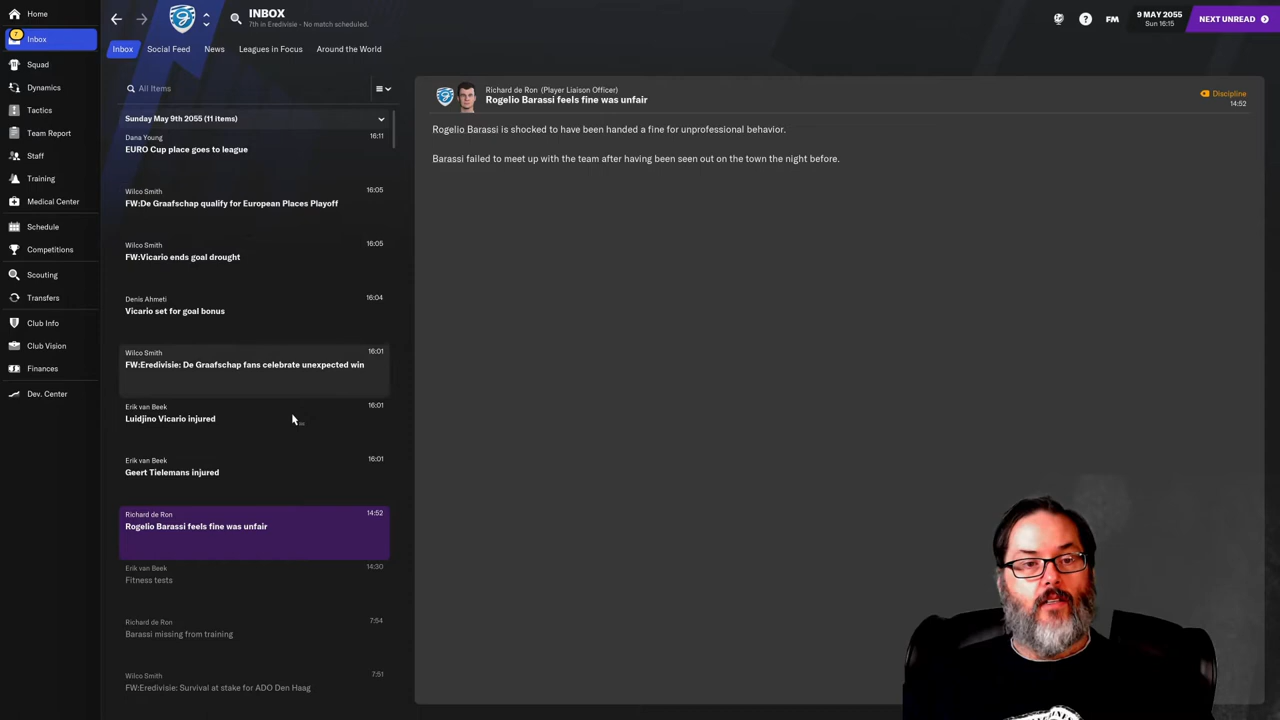 Home
7
Inbox
Squad
Dynamics
Tactics
Team Report
Staff
Training
Medical Center
Schedule
Competitions
Scouting
Transfers
Club Info
Club Vision
Finances
Dev. Center
INBOX
7th in Eredivisie - No match scheduled.
FM
9 MAY 2055
Sun 16:15
NEXT UNREAD
Inbox
Social Feed
News
Leagues in Focus
Around the World
All Items
Sunday May 9th 2055 (11 items)
Dana Young 16:11
EURO Cup place goes to league
Wilco Smith 16:05
FW:De Graafschap qualify for European Places Playoff
Wilco Smith 16:05
FW:Vicario ends goal drought
Denis Ahmeti 16:04
Vicario set for goal bonus
Wilco Smith 16:01
FW:Eredivisie: De Graafschap fans celebrate unexpected win
Erik van Beek 16:01
Luidjino Vicario injured
Erik van Beek 16:01
Geert Tielemans injured
Richard de Ron 14:52
Rogelio Barassi feels fine was unfair
Erik van Beek 14:30
Fitness tests
Richard de Ron 7:54
Barassi missing from training
Wilco Smith 7:51
FW:Eredivisie: Survival at stake for ADO Den Haag
Richard de Ron (Player Liaison Officer)
Rogelio Barassi feels fine was unfair
Discipline
14:52
Rogelio Barassi is shocked to have been handed a fine for unprofessional behavior.
Barassi failed to meet up with the team after having been seen out on the town the night before.